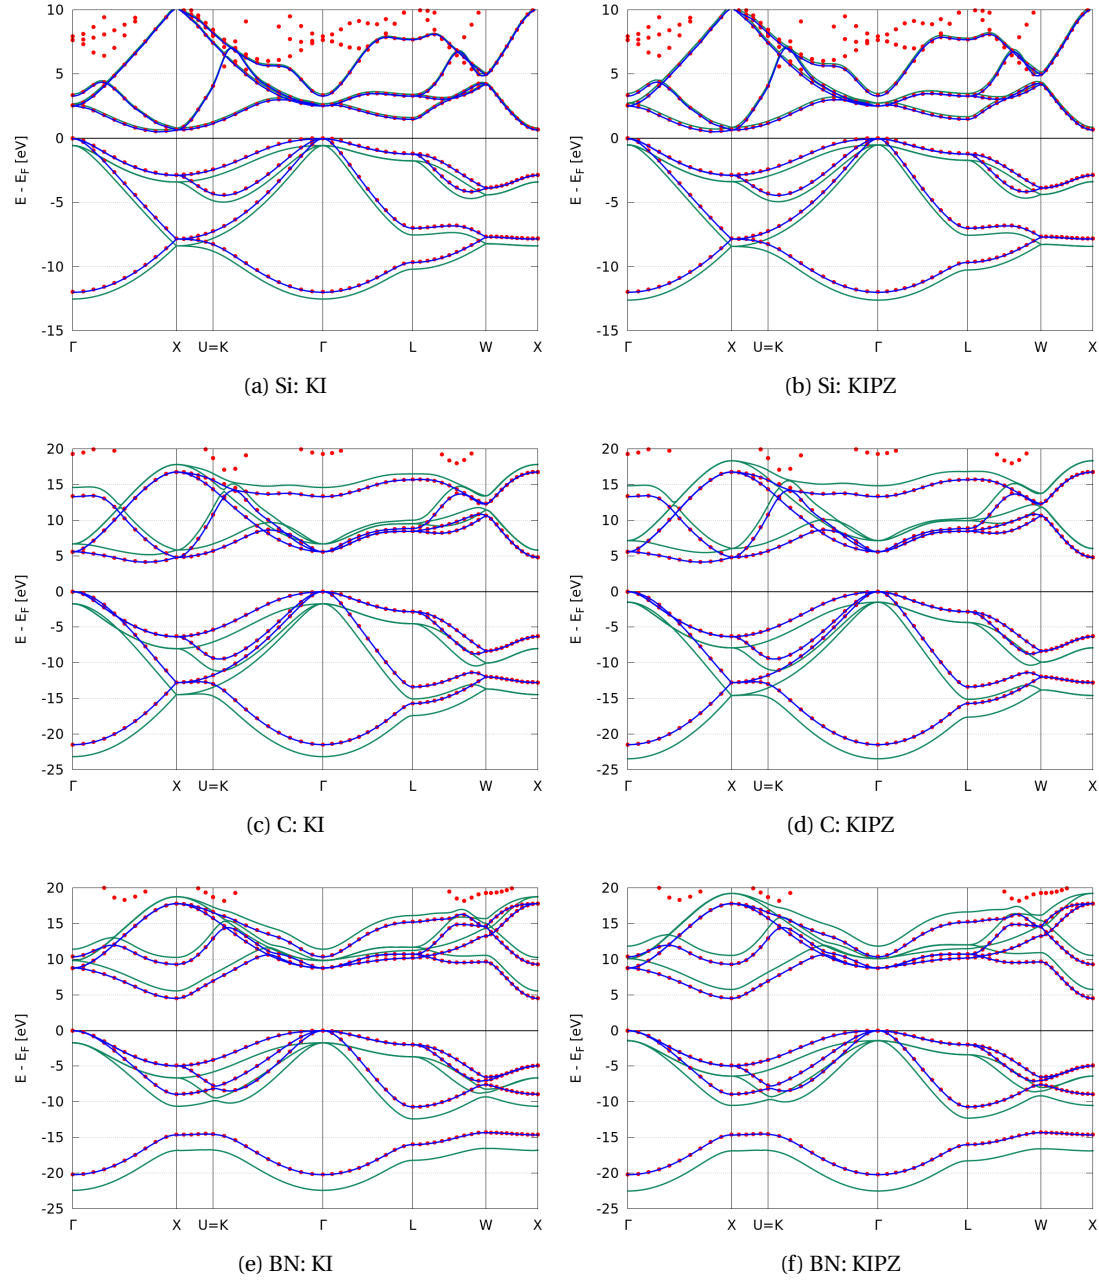 10
5
0
-5
-10
-15
E - E_F [eV]
Γ X U=K Γ L W X
(a) Si: KI
10
5
0
-5
-10
-15
E - E_F [eV]
Γ X U=K Γ L W X
(b) Si: KIPZ
20
15
10
5
0
-5
-10
-15
-20
-25
E - E_F [eV]
Γ X U=K Γ L W X
(c) C: KI
20
15
10
5
0
-5
-10
-15
-20
-25
E - E_F [eV]
Γ X U=K Γ L W X
(d) C: KIPZ
20
15
10
5
0
-5
-10
-15
-20
-25
E - E_F [eV]
Γ X U=K Γ L W X
(e) BN: KI
20
15
10
5
0
-5
-10
-15
-20
-25
E - E_F [eV]
Γ X U=K Γ L W X
(f) BN: KIPZ